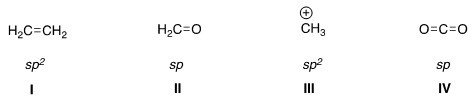 H₂C=CH₂ H₂C=O ⊕ CH₃ O=C=O
sp² sp sp² sp
I II III IV